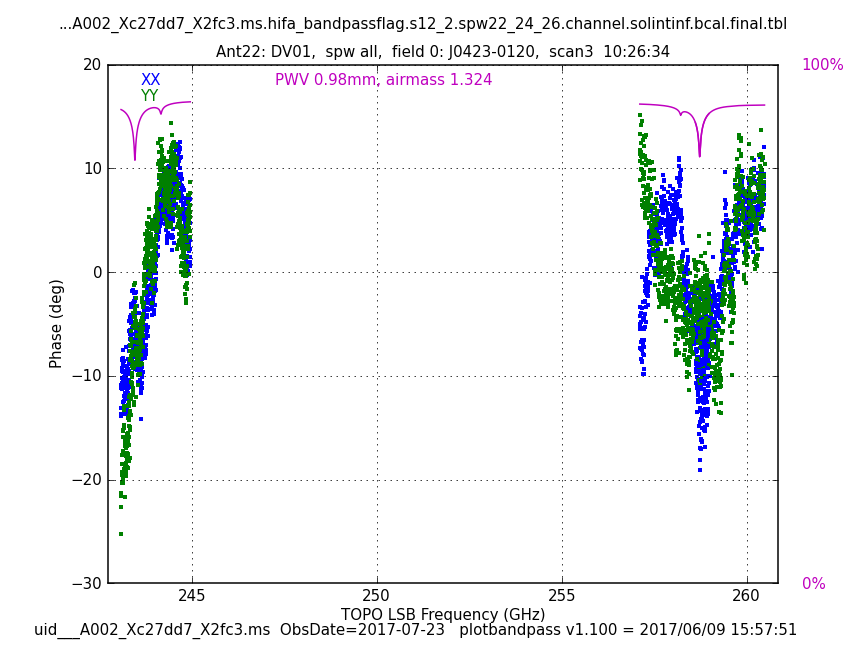 ...A002_Xc27dd7_X2fc3.ms.hifa_bandpassflag.s12_2.spw22_24_26.channel.solintinf.bcal.final.tbl
Ant22: DV01,  spw all,  field 0: J0423-0120,  scan3  10:26:34
20
100%
XX
PWV 0.98mm, airmass 1.324
YY
10
0
Phase (deg)
−10
−20
−30
0%
245
250
255
260
TOPO LSB Frequency (GHz)
uid___A002_Xc27dd7_X2fc3.ms  ObsDate=2017-07-23   plotbandpass v1.100 = 2017/06/09 15:57:51